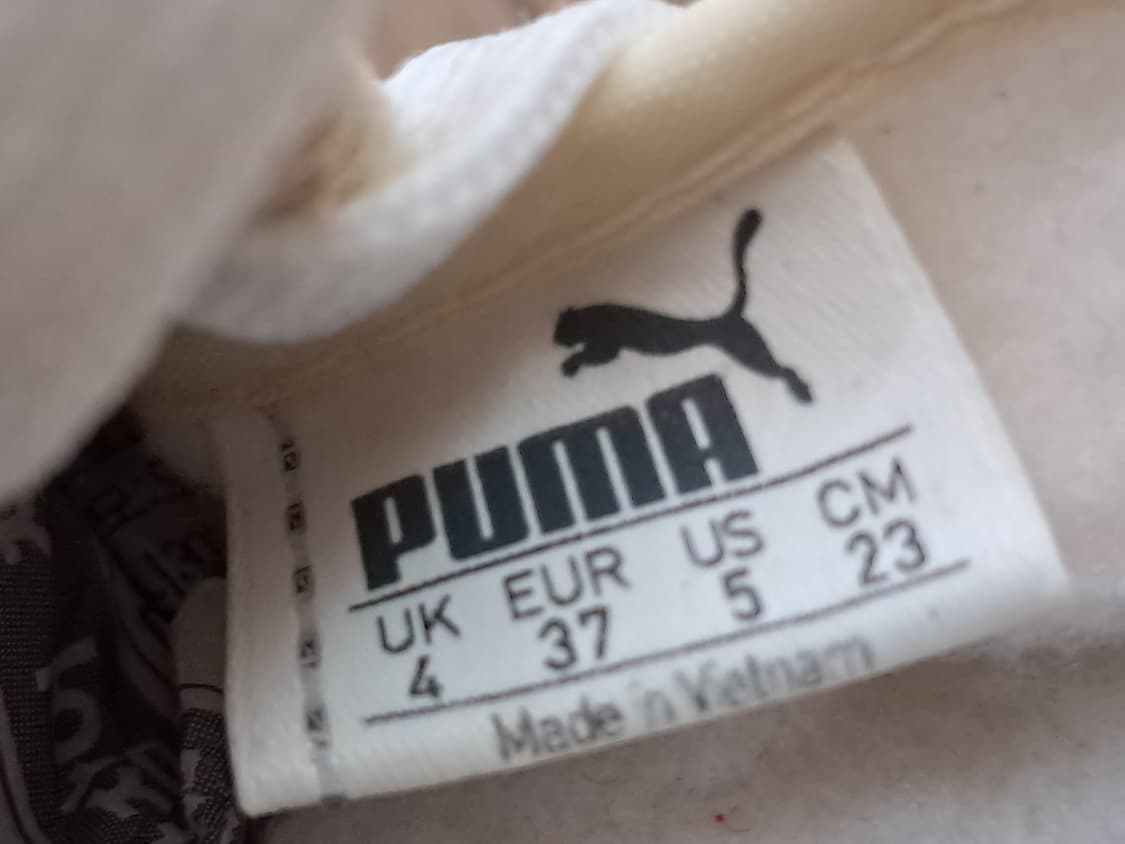 PUMA
UK EUR US CM
4 37 5 23
Made in Vietnam